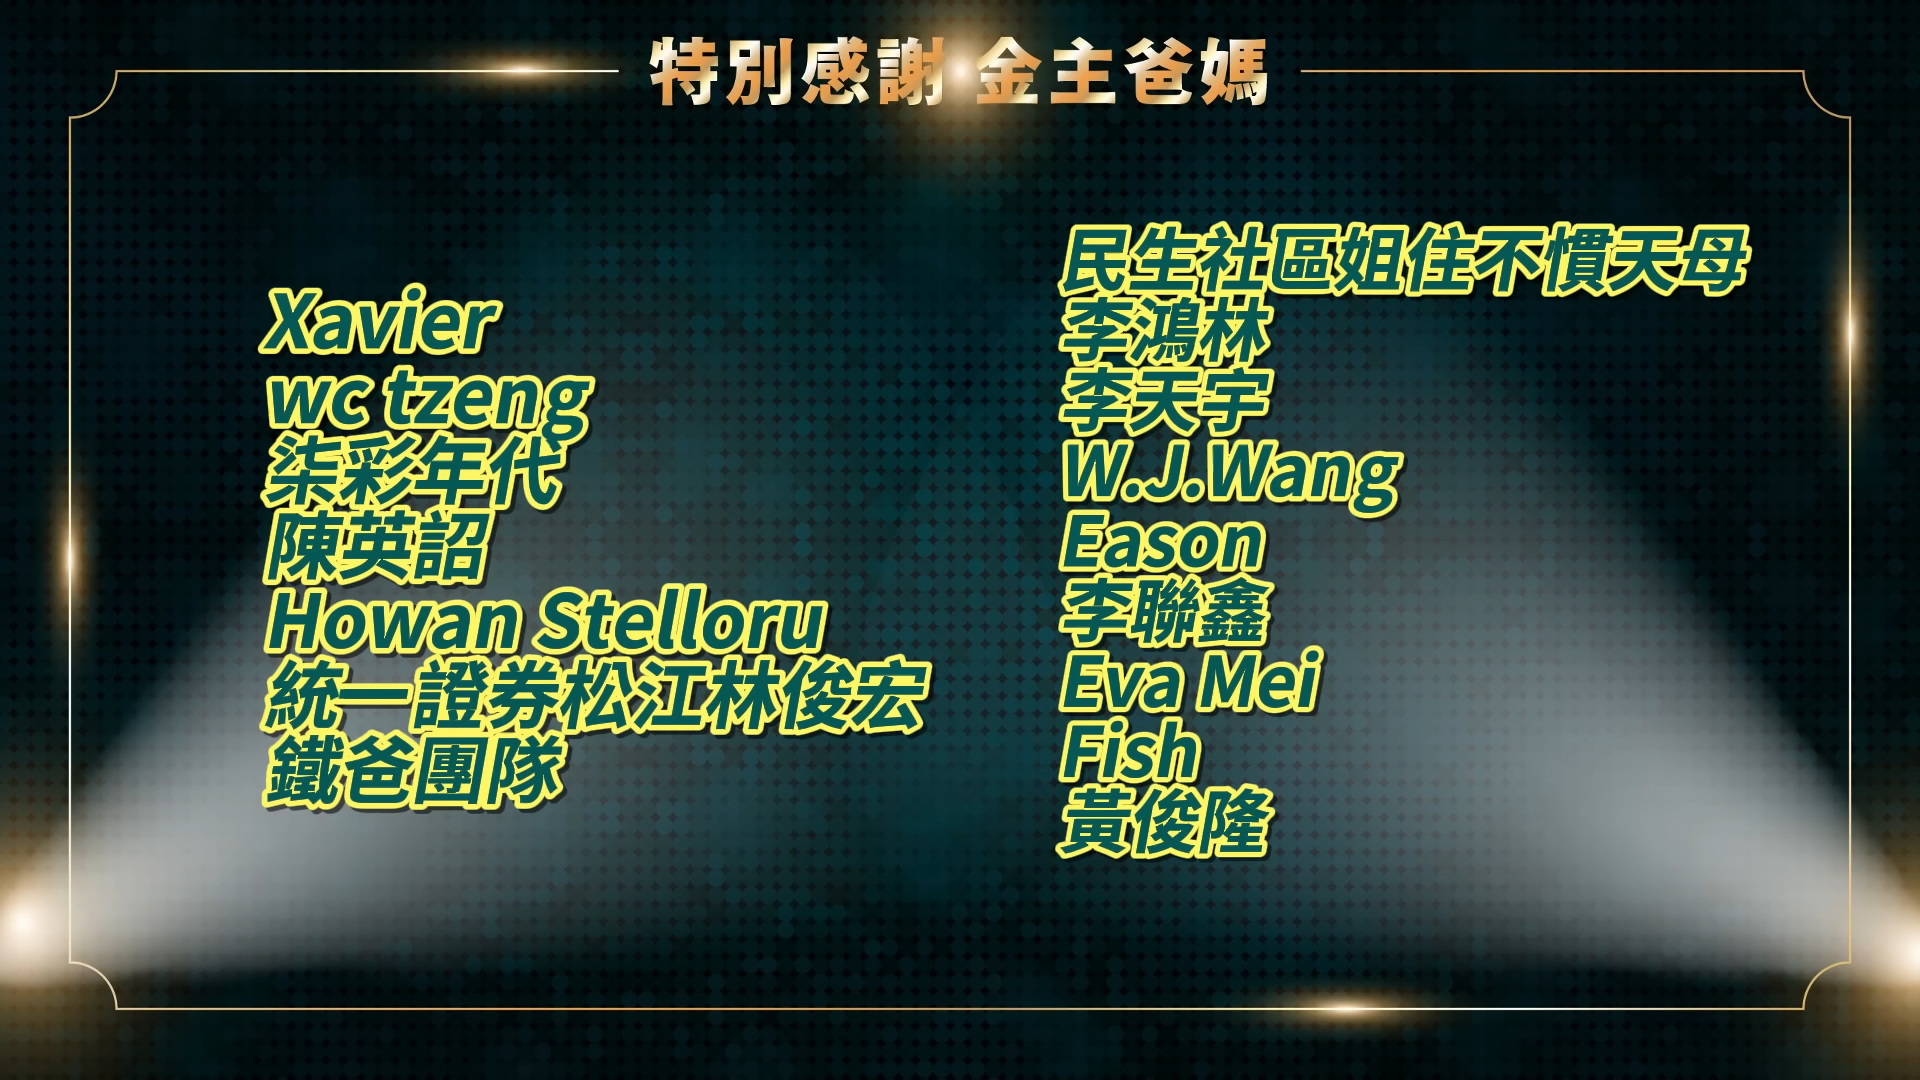 特別感謝 金主爸媽
Xavier
wc tzeng
柒彩年代
陳英詔
Howan Stelloru
統一證券松江林俊宏
鐵爸團隊
民生社區姐住不慣天母
李鴻林
李天宇
W.J.Wang
Eason
李聯鑫
Eva Mei
Fish
黃俊隆